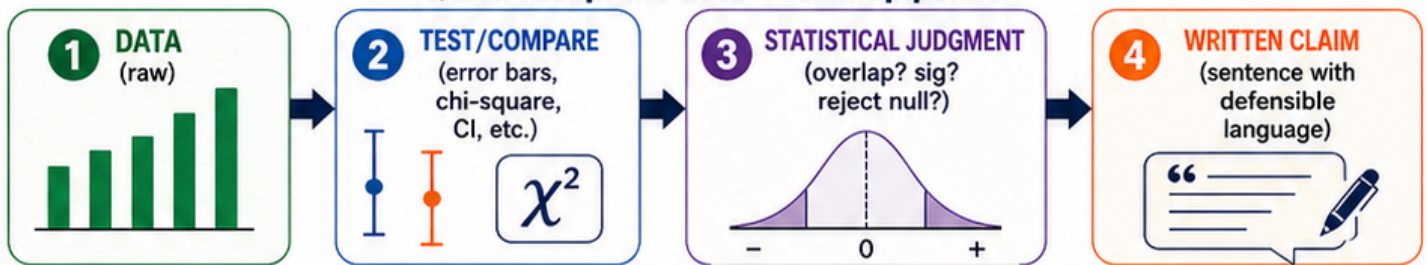 1 DATA
(raw)
2 TEST/COMPARE
(error bars,
chi-square,
CI, etc.)
χ²
3 STATISTICAL JUDGMENT
(overlap? sig?
reject null?)
− 0 +
4 WRITTEN CLAIM
(sentence with
defensible
language)
“